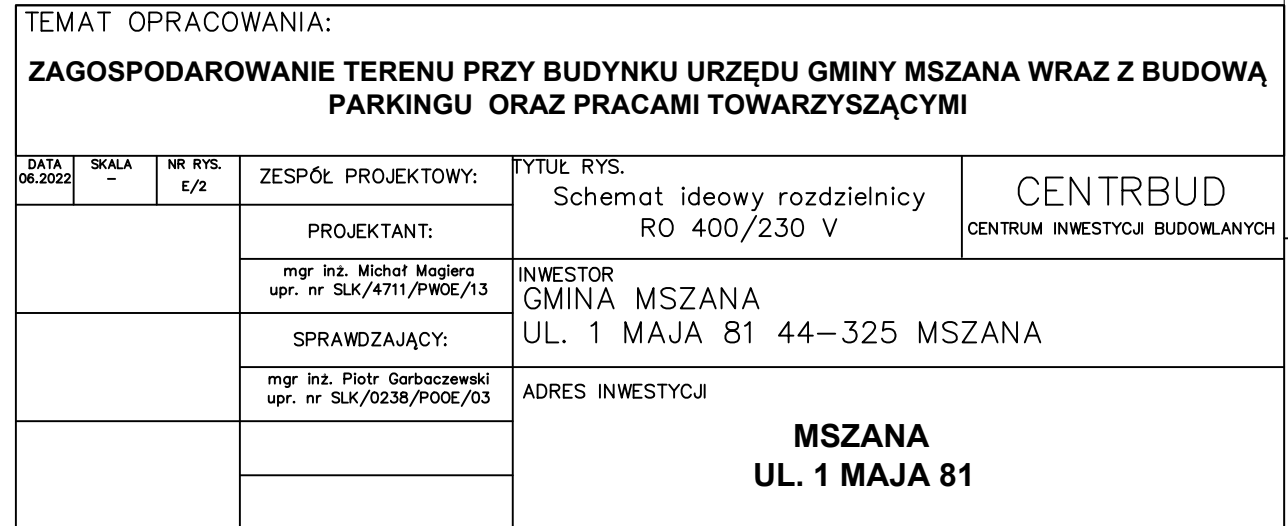 TEMAT OPRACOWANIA:
ZAGOSPODAROWANIE TERENU PRZY BUDYNKU URZĘDU GMINY MSZANA WRAZ Z BUDOWĄ
PARKINGU ORAZ PRACAMI TOWARZYSZĄCYMI
DATA
06.2022
SKALA
–
NR RYS.
E/2
ZESPÓŁ PROJEKTOWY:
TYTUŁ RYS.
Schemat ideowy rozdzielnicy
RO 400/230 V
CENTRBUD
CENTRUM INWESTYCJI BUDOWLANYCH
PROJEKTANT:
mgr inż. Michał Magiera
upr. nr SLK/4711/PWOE/13
INWESTOR
GMINA MSZANA
UL. 1 MAJA 81 44–325 MSZANA
SPRAWDZAJĄCY:
mgr inż. Piotr Garbaczewski
upr. nr SLK/0238/POOE/03
ADRES INWESTYCJI
MSZANA
UL. 1 MAJA 81